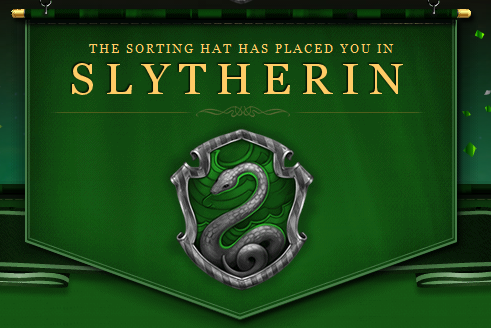 THE SORTING HAT HAS PLACED YOU IN
SLYTHERIN